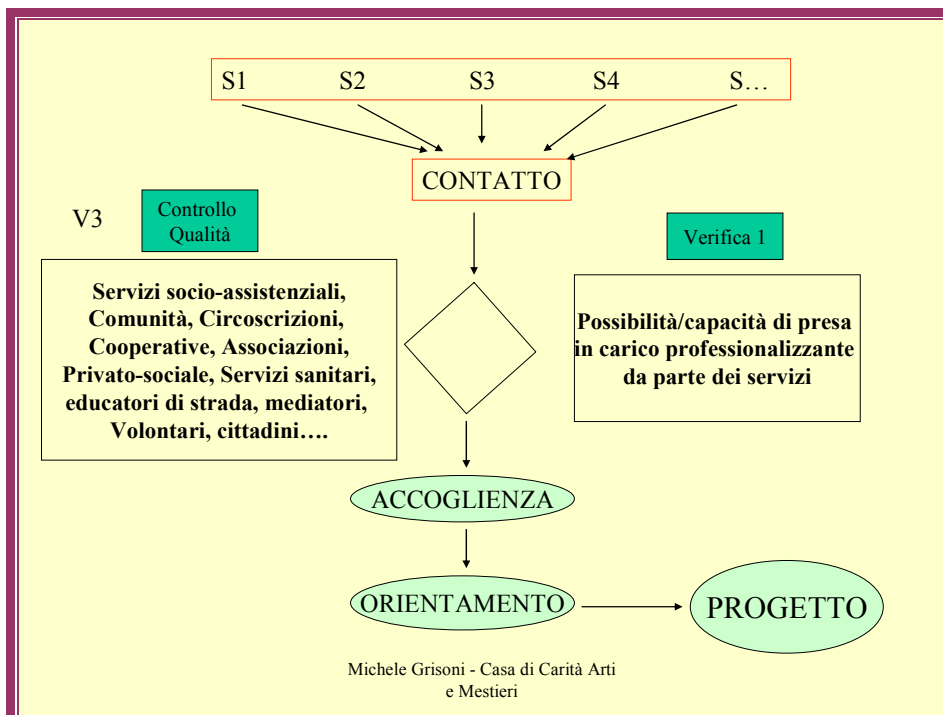 S1 S2 S3 S4 S…
CONTATTO
V3
Controllo
Qualità
Verifica 1
Servizi socio-assistenziali,
Comunità, Circoscrizioni,
Cooperative, Associazioni,
Privato-sociale, Servizi sanitari,
educatori di strada, mediatori,
Volontari, cittadini….
Possibilità/capacità di presa
in carico professionalizzante
da parte dei servizi
ACCOGLIENZA
ORIENTAMENTO
PROGETTO
Michele Grisoni - Casa di Carità Arti
e Mestieri